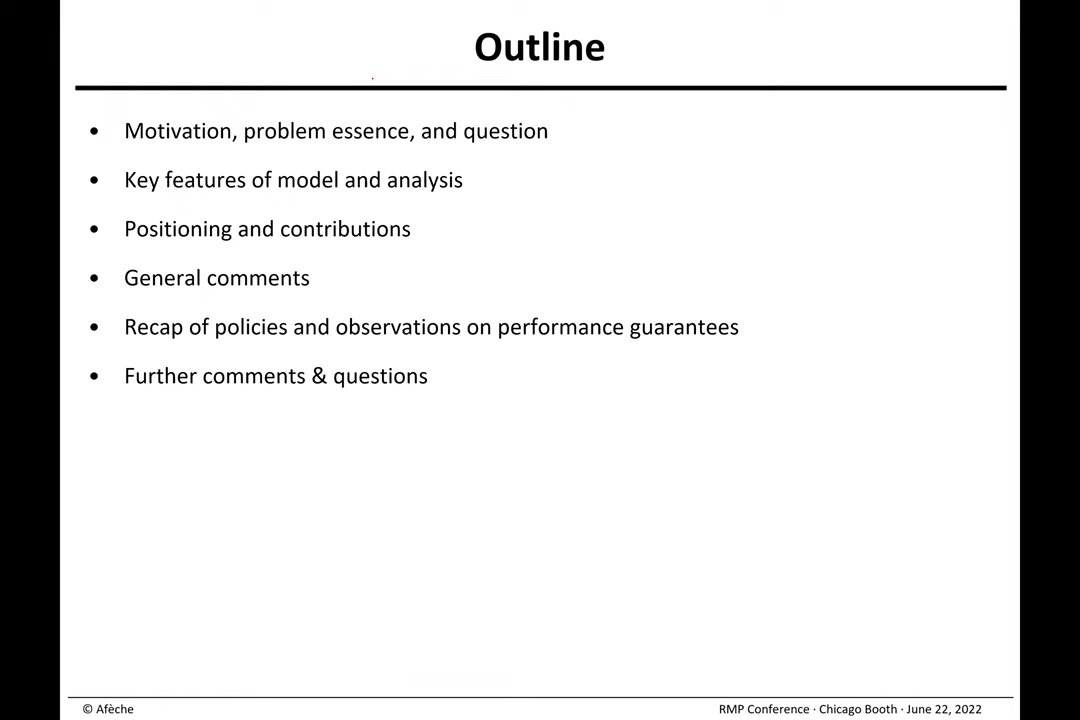 Outline
• Motivation, problem essence, and question
• Key features of model and analysis
• Positioning and contributions
• General comments
• Recap of policies and observations on performance guarantees
• Further comments & questions
© Afèche
RMP Conference · Chicago Booth · June 22, 2022